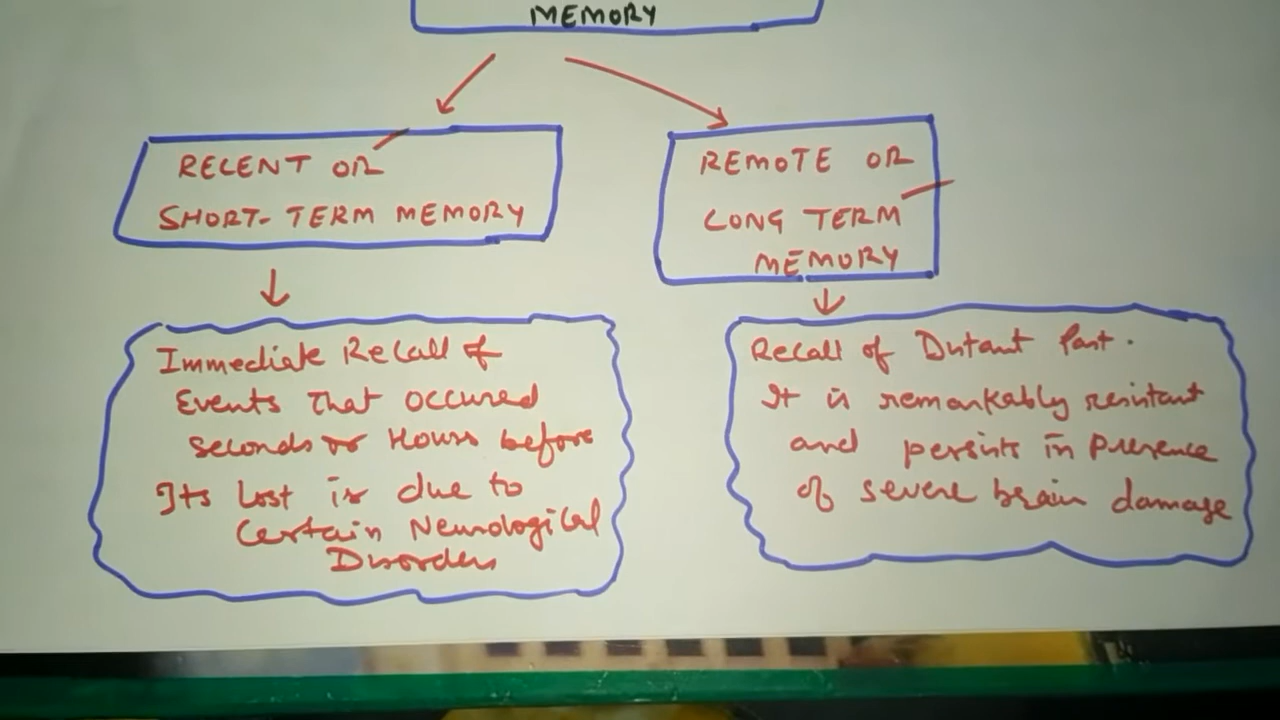 MEMORY
RECENT OR
SHORT-TERM MEMORY
REMOTE OR
LONG TERM
MEMORY
Immediate Recall of
Events that occured
seconds or Hours before
Its Lost is due to
Certain Neurological
Disorders
Recall of Distant Past.
It is remarkably resistant
and persists in presence
of severe brain damage